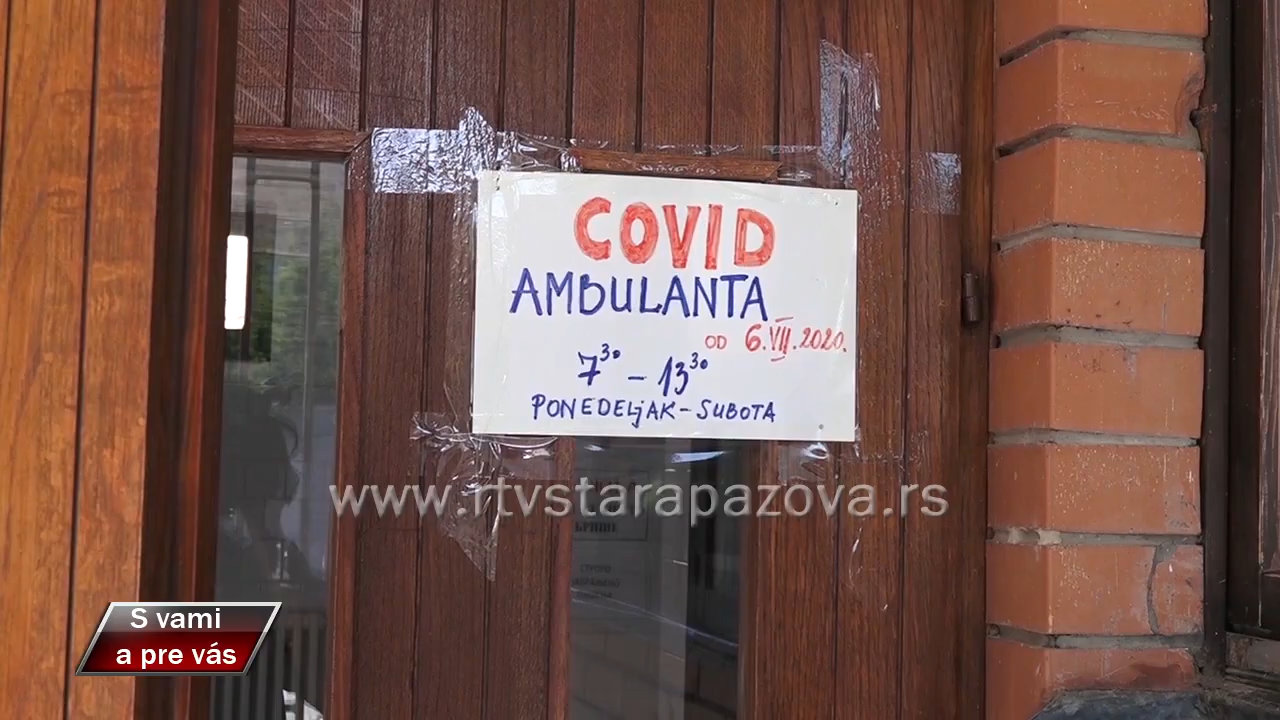 COVID
AMBULANTA
OD 6.VII.2020.
7³⁰ - 13³⁰
PONEDELjAK - SUBOTA
www.rtvstarapazova.rs
S vami
a pre vás